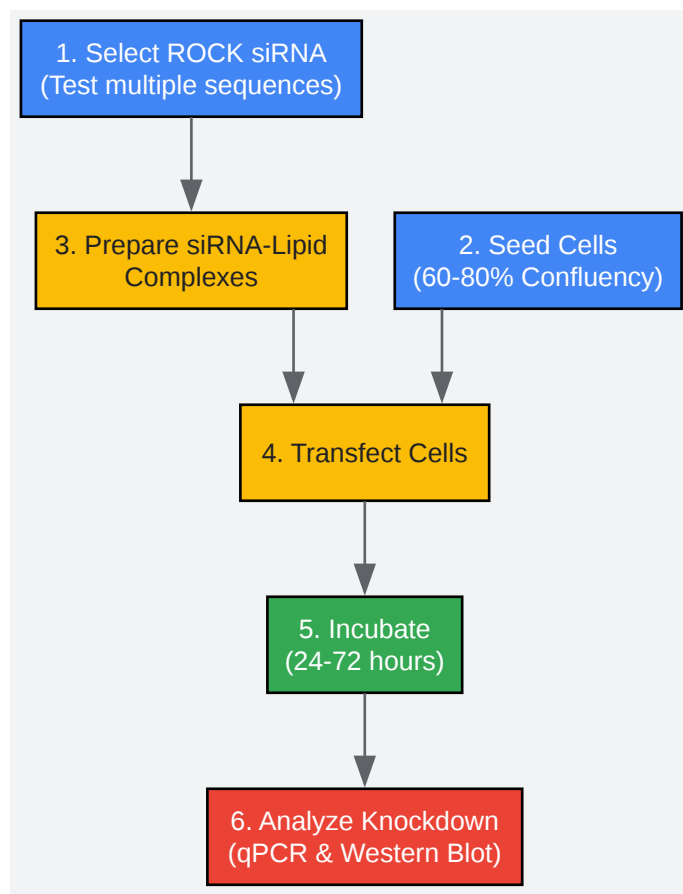 1. Select ROCK siRNA
(Test multiple sequences)
3. Prepare siRNA-Lipid
Complexes
2. Seed Cells
(60-80% Confluency)
4. Transfect Cells
5. Incubate
(24-72 hours)
6. Analyze Knockdown
(qPCR & Western Blot)